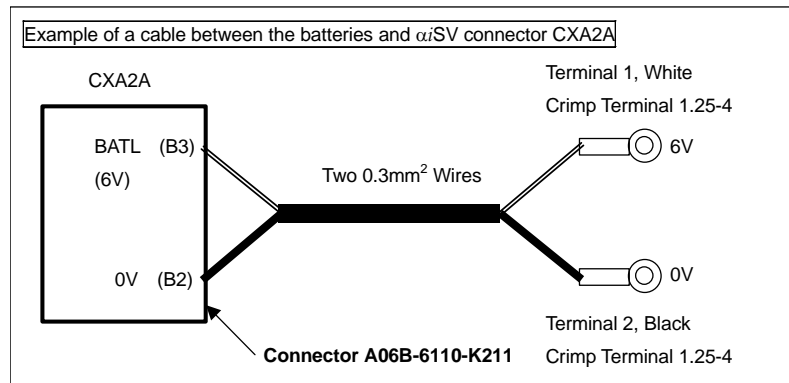 Example of a cable between the batteries and αiSV connector CXA2A
CXA2A
BATL (B3)
(6V)
0V (B2)
Two 0.3mm² Wires
Terminal 1, White
Crimp Terminal 1.25-4
6V
0V
Terminal 2, Black
Crimp Terminal 1.25-4
Connector A06B-6110-K211